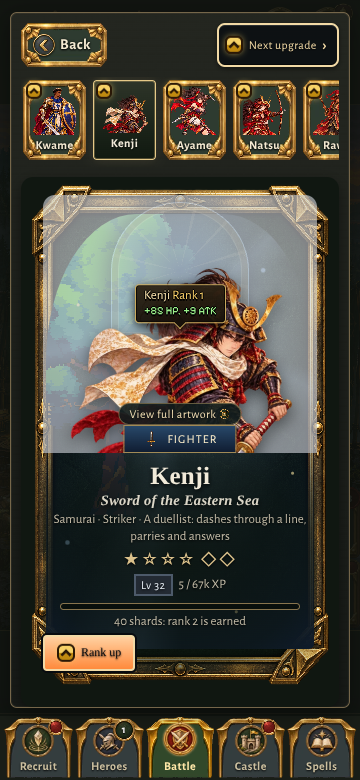 Back
Next upgrade ›
Kwame
Kenji
Ayame
Natsu
Kenji Rank 1
+88 HP, +9 ATK
View full artwork
FIGHTER
Kenji
Sword of the Eastern Sea
Samurai · Striker · A duellist: dashes through a line,
parries and answers
Lv 32
5 / 67k XP
40 shards: rank 2 is earned
Rank up
1
Recruit
Heroes
Battle
Castle
Spells